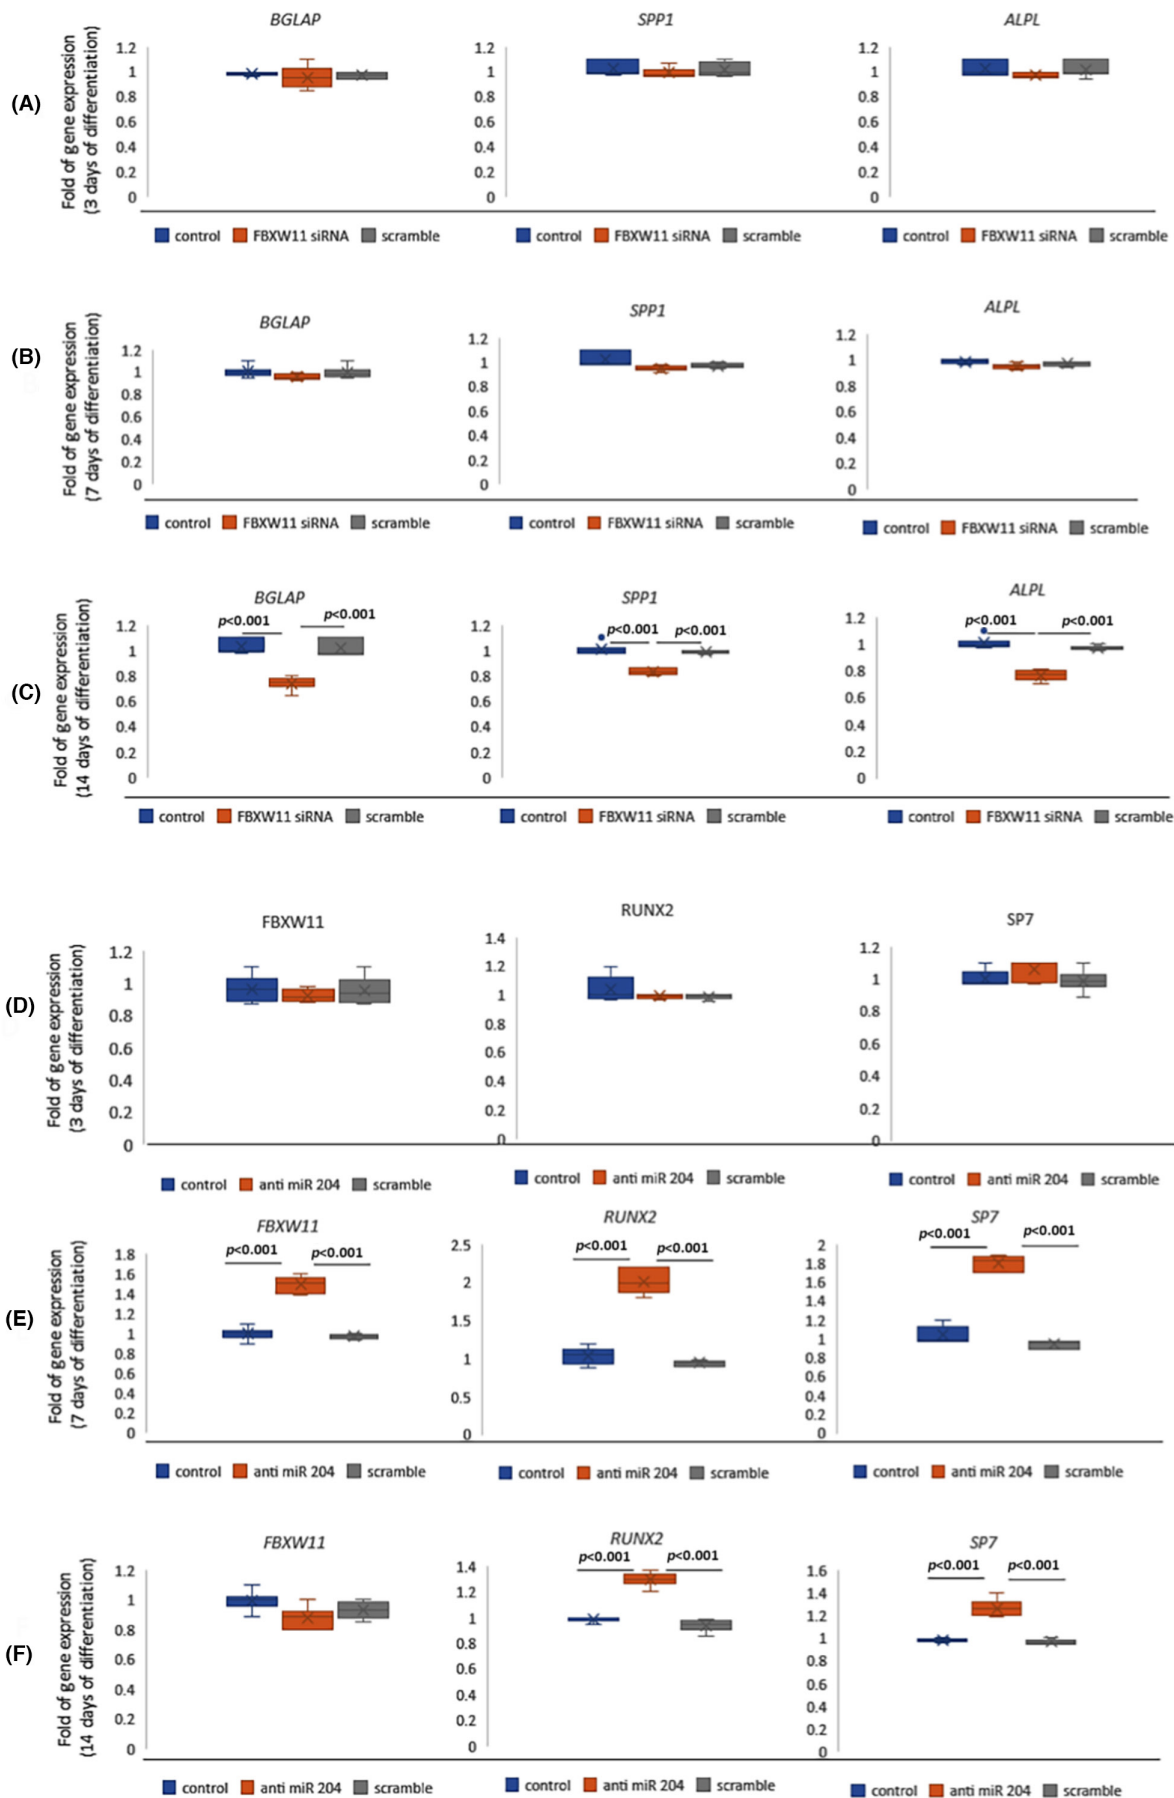 BGLAP SPP1 ALPL
(A)
Fold of gene expression
(3 days of differentiation)
1.2 1.2 1.2
1 1 1
0.8 0.8 0.8
0.6 0.6 0.6
0.4 0.4 0.4
0.2 0.2 0.2
0 0 0
control FBXW11 siRNA scramble control FBXW11 siRNA scramble control FBXW11 siRNA scramble
BGLAP SPP1 ALPL
(B)
Fold of gene expression
(7 days of differentiation)
1.2 1.2 1.2
1 1 1
0.8 0.8 0.8
0.6 0.6 0.6
0.4 0.4 0.4
0.2 0.2 0.2
0 0 0
control FBXW11 siRNA scramble control FBXW11 siRNA scramble control FBXW11 siRNA scramble
BGLAP SPP1 ALPL
p<0.001 p<0.001 p<0.001 p<0.001 p<0.001 p<0.001
(C)
Fold of gene expression
(14 days of differentiation)
1.2 1.2 1.2
1 1 1
0.8 0.8 0.8
0.6 0.6 0.6
0.4 0.4 0.4
0.2 0.2 0.2
0 0 0
control FBXW11 siRNA scramble control FBXW11 siRNA scramble control FBXW11 siRNA scramble
FBXW11 RUNX2 SP7
(D)
Fold of gene expression
(3 days of differentiation)
1.4
1.2 1.2 1.2
1 1 1
0.8 0.8 0.8
0.6 0.6 0.6
0.4 0.4 0.4
0.2 0.2 0.2
0 0 0
control anti miR 204 scramble control anti miR 204 scramble control anti miR 204 scramble
FBXW11 RUNX2 SP7
p<0.001 p<0.001 p<0.001 p<0.001 p<0.001 p<0.001
(E)
Fold of gene expression
(7 days of differentiation)
1.8 2.5 2
1.6 2 1.8
1.4 1.5 1.6
1.2 1 1.4
1 0.5 1.2
0.8 0 1
0.6 0.8
0.4 0.6
0.2 0.4
0 0.2
0
control anti miR 204 scramble control anti miR 204 scramble control anti miR 204 scramble
FBXW11 RUNX2 SP7
p<0.001 p<0.001 p<0.001 p<0.001
(F)
Fold of gene expression
(14 days of differentiation)
1.6
1.4 1.4
1.2 1.2 1.2
1 1 1
0.8 0.8 0.8
0.6 0.6 0.6
0.4 0.4 0.4
0.2 0.2 0.2
0 0 0
control anti miR 204 scramble control anti miR 204 scramble control anti miR 204 scramble